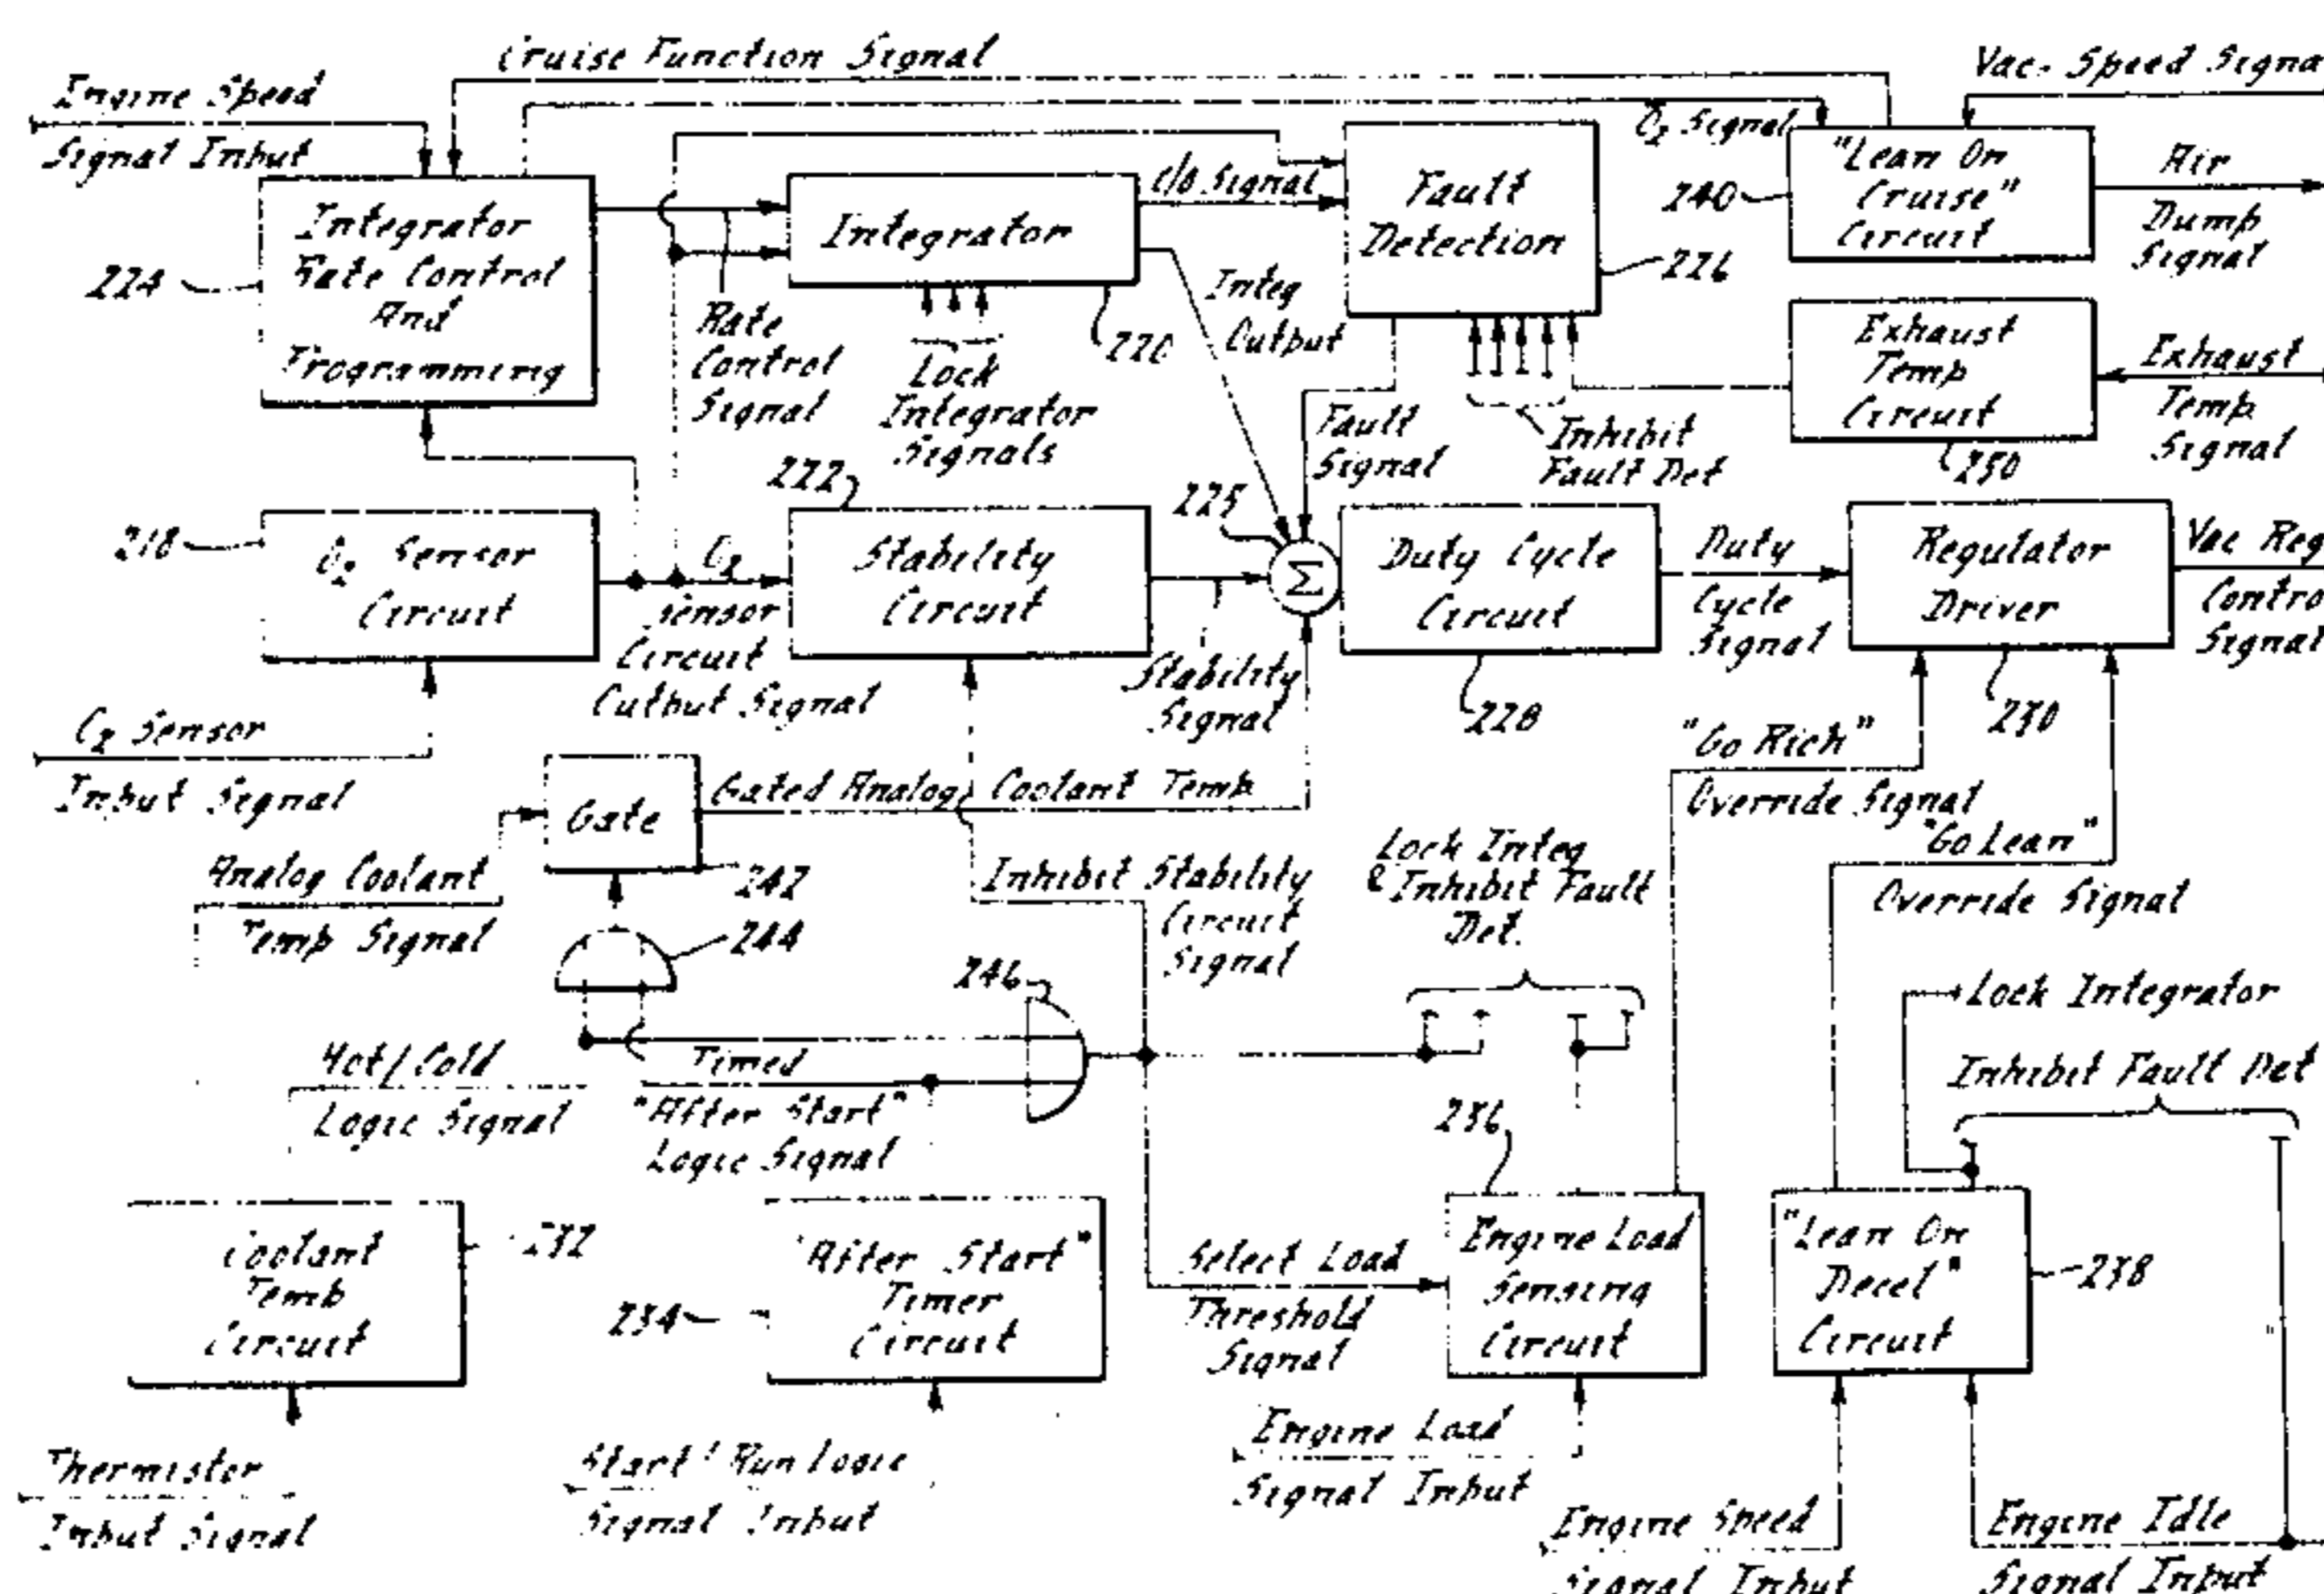 Cruise Function Signal
Engine Speed
Signal Input
Vac. Speed Signa
O2 Signal
Integrator
Rate Control
And
Programming
224
Rate
Control
Signal
Integrator
220
Lock
Integrator
Signals
c/o Signal
Integ
Output
Fault
Detection
226
Fault
Signal
Inhibit
Fault Det
"Lean On
Cruise"
Circuit
240
Air
Dump
Signal
Exhaust
Temp
Circuit
250
Exhaust
Temp.
Signal
218
O2 Sensor
Circuit
O2
Sensor
Circuit
Output Signal
222
Stability
Circuit
Stability
Signal
225
Σ
Duty Cycle
Circuit
228
Duty
Cycle
Signal
Regulator
Driver
230
Vac Reg
Contro
Signal
O2 Sensor
Input Signal
Gate
242
Gated Analog Coolant Temp
Analog Coolant
Temp Signal
244
246
Inhibit Stability
Circuit
Signal
Lock Integ
& Inhibit Fault
Det.
"Go Rich"
Override Signal
"Go Lean"
Override Signal
Lock Integrator
Inhibit Fault Det
Hot/Cold
Logic Signal
Timed
"After Start"
Logic Signal
Coolant
Temp
Circuit
232
"After Start"
Timer
Circuit
234
Select Load
Threshold
Signal
236
Engine Load
Sensing
Circuit
"Lean On
Decel"
Circuit
238
Thermistor
Input Signal
Start/Run Logic
Signal Input
Engine Load
Signal Input
Engine Speed
Signal Input
Engine Idle
Signal Input